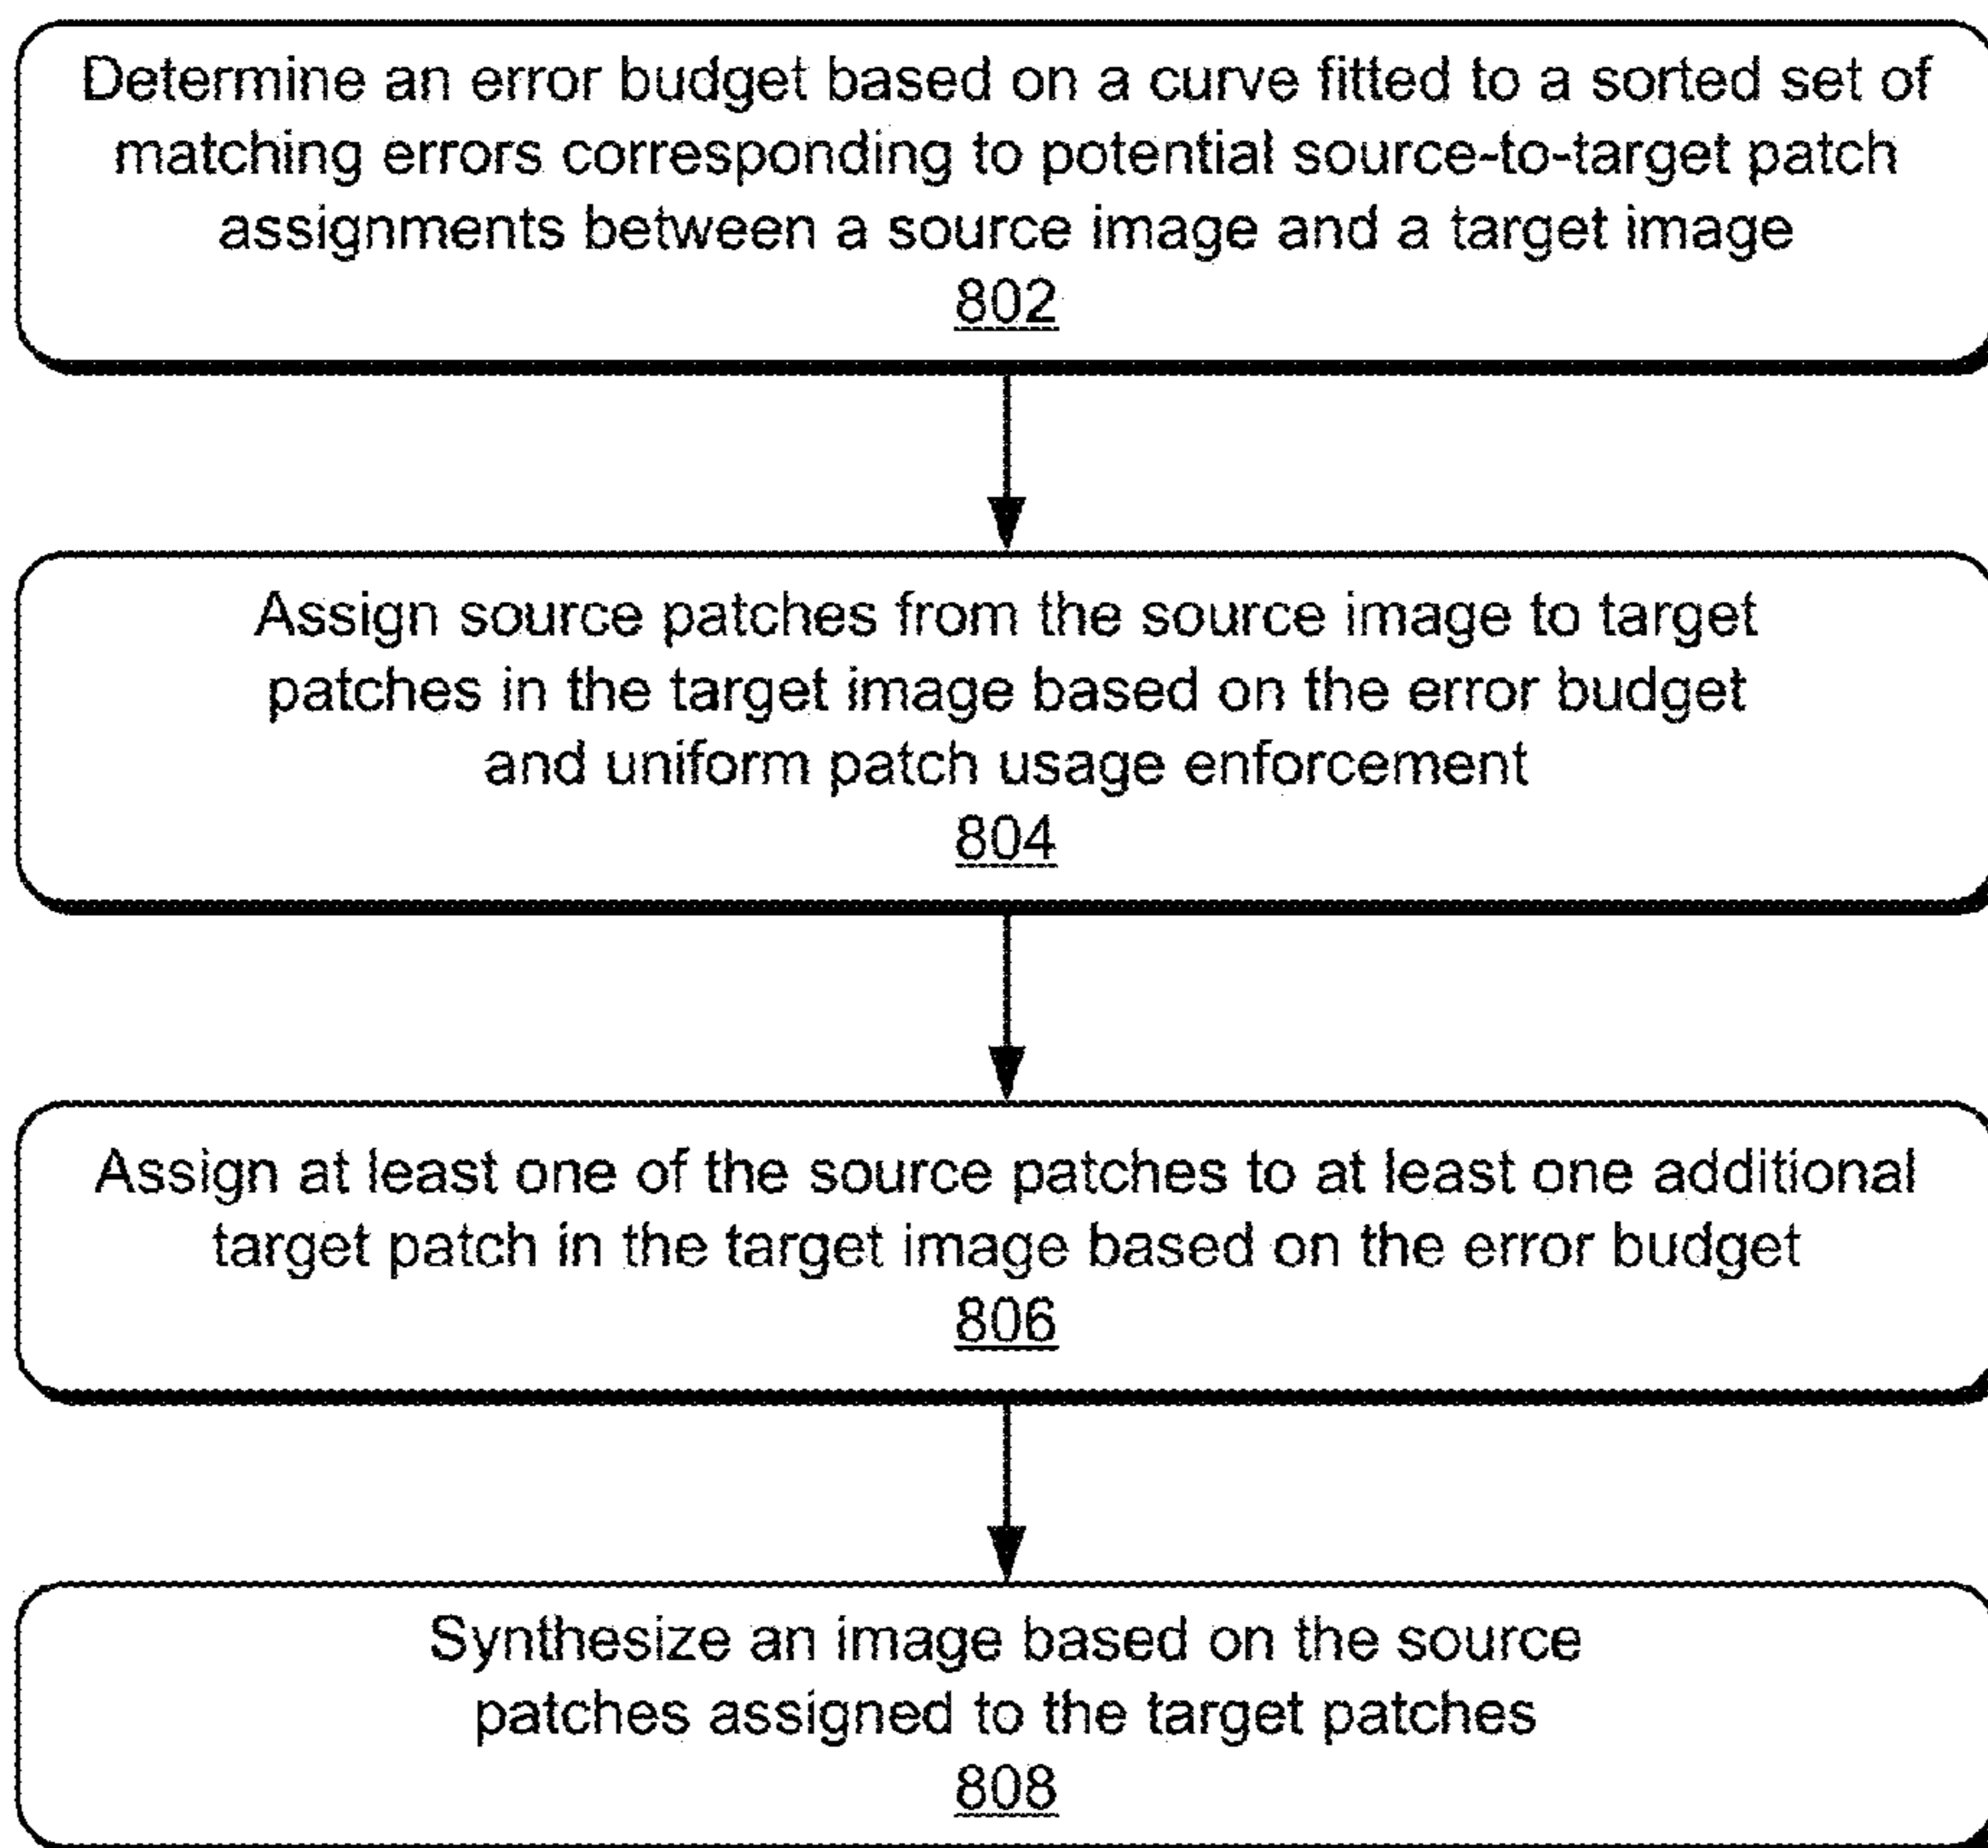 Determine an error budget based on a curve fitted to a sorted set of
matching errors corresponding to potential source-to-target patch
assignments between a source image and a target image
802
Assign source patches from the source image to target
patches in the target image based on the error budget
and uniform patch usage enforcement
804
Assign at least one of the source patches to at least one additional
target patch in the target image based on the error budget
806
Synthesize an image based on the source
patches assigned to the target patches
808